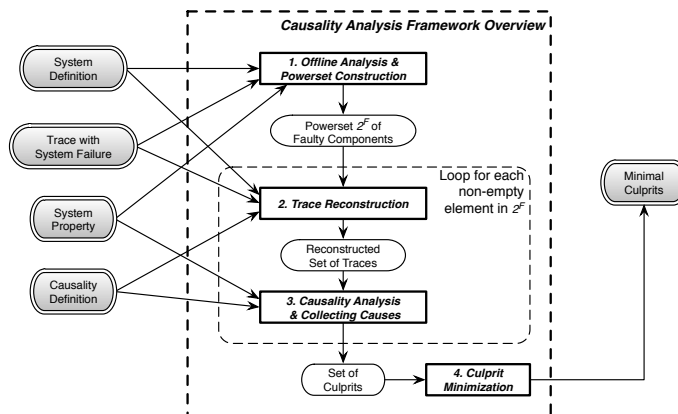 Causality Analysis Framework Overview
System
Definition
1. Offline Analysis &
Powerset Construction
Trace with
System Failure
Powerset 2^F of
Faulty Components
Loop for each
non-empty
element in 2^F
Minimal
Culprits
System
Property
2. Trace Reconstruction
Reconstructed
Set of Traces
Causality
Definition
3. Causality Analysis
& Collecting Causes
Set of
Culprits
4. Culprit
Minimization